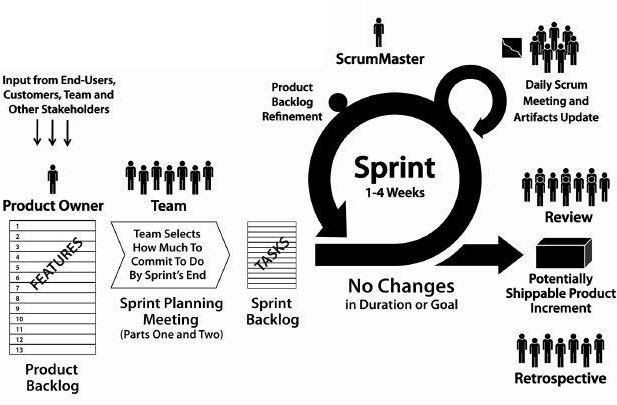 Input from End-Users,
Customers, Team and
Other Stakeholders
Product Owner
1
2
3
4
5
6
7
8
9
10
11
12
13
FEATURES
Product
Backlog
Team
Team Selects
How Much To
Commit To Do
By Sprint's End
Sprint Planning
Meeting
(Parts One and Two)
TASKS
Sprint
Backlog
ScrumMaster
Product
Backlog
Refinement
Sprint
1-4 Weeks
No Changes
in Duration or Goal
Daily Scrum
Meeting and
Artifacts Update
Review
Potentially
Shippable Product
Increment
Retrospective